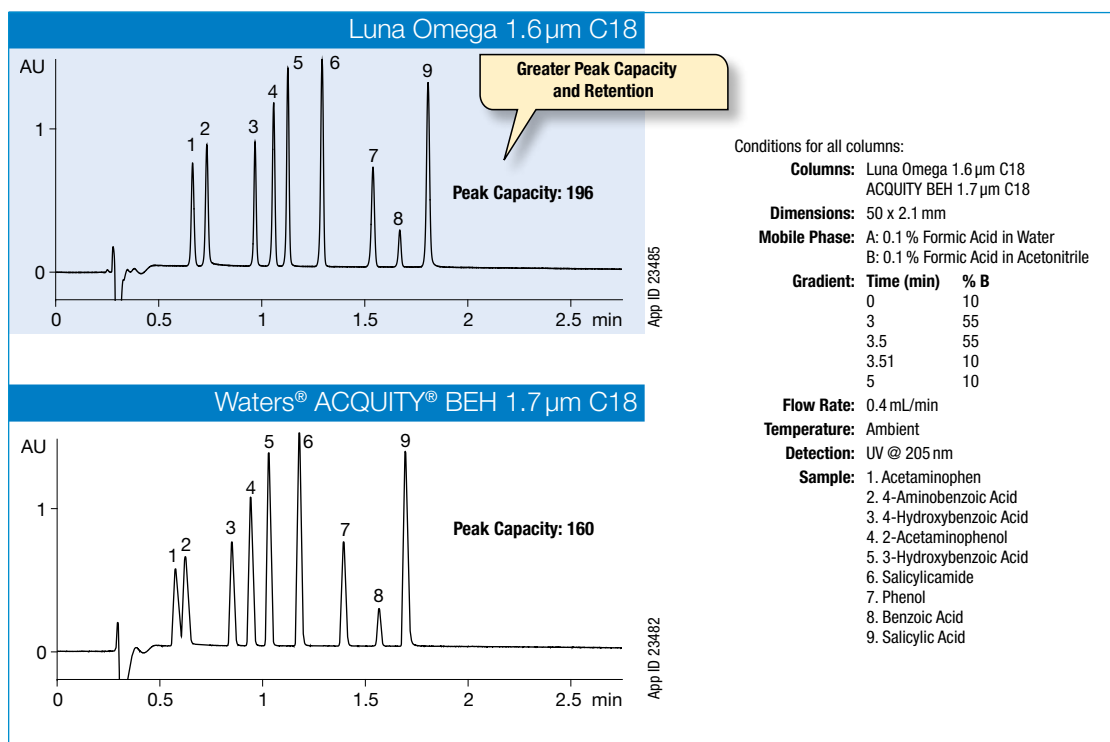 Luna Omega 1.6 µm C18
AU
1
0
1
2
3
4
5
6
7
8
9
Greater Peak Capacity
and Retention
Peak Capacity: 196
0
0.5
1
1.5
2
2.5
min
App ID 23485
Waters® ACQUITY® BEH 1.7 µm C18
AU
1
0
1
2
3
4
5
6
7
8
9
Peak Capacity: 160
0
0.5
1
1.5
2
2.5
min
App ID 23482
Conditions for all columns:
Columns: Luna Omega 1.6 µm C18
ACQUITY BEH 1.7 µm C18
Dimensions: 50 x 2.1 mm
Mobile Phase: A: 0.1 % Formic Acid in Water
B: 0.1 % Formic Acid in Acetonitrile
Gradient: Time (min) % B
0 10
3 55
3.5 55
3.51 10
5 10
Flow Rate: 0.4 mL/min
Temperature: Ambient
Detection: UV @ 205 nm
Sample: 1. Acetaminophen
2. 4-Aminobenzoic Acid
3. 4-Hydroxybenzoic Acid
4. 2-Acetaminophenol
5. 3-Hydroxybenzoic Acid
6. Salicylicamide
7. Phenol
8. Benzoic Acid
9. Salicylic Acid